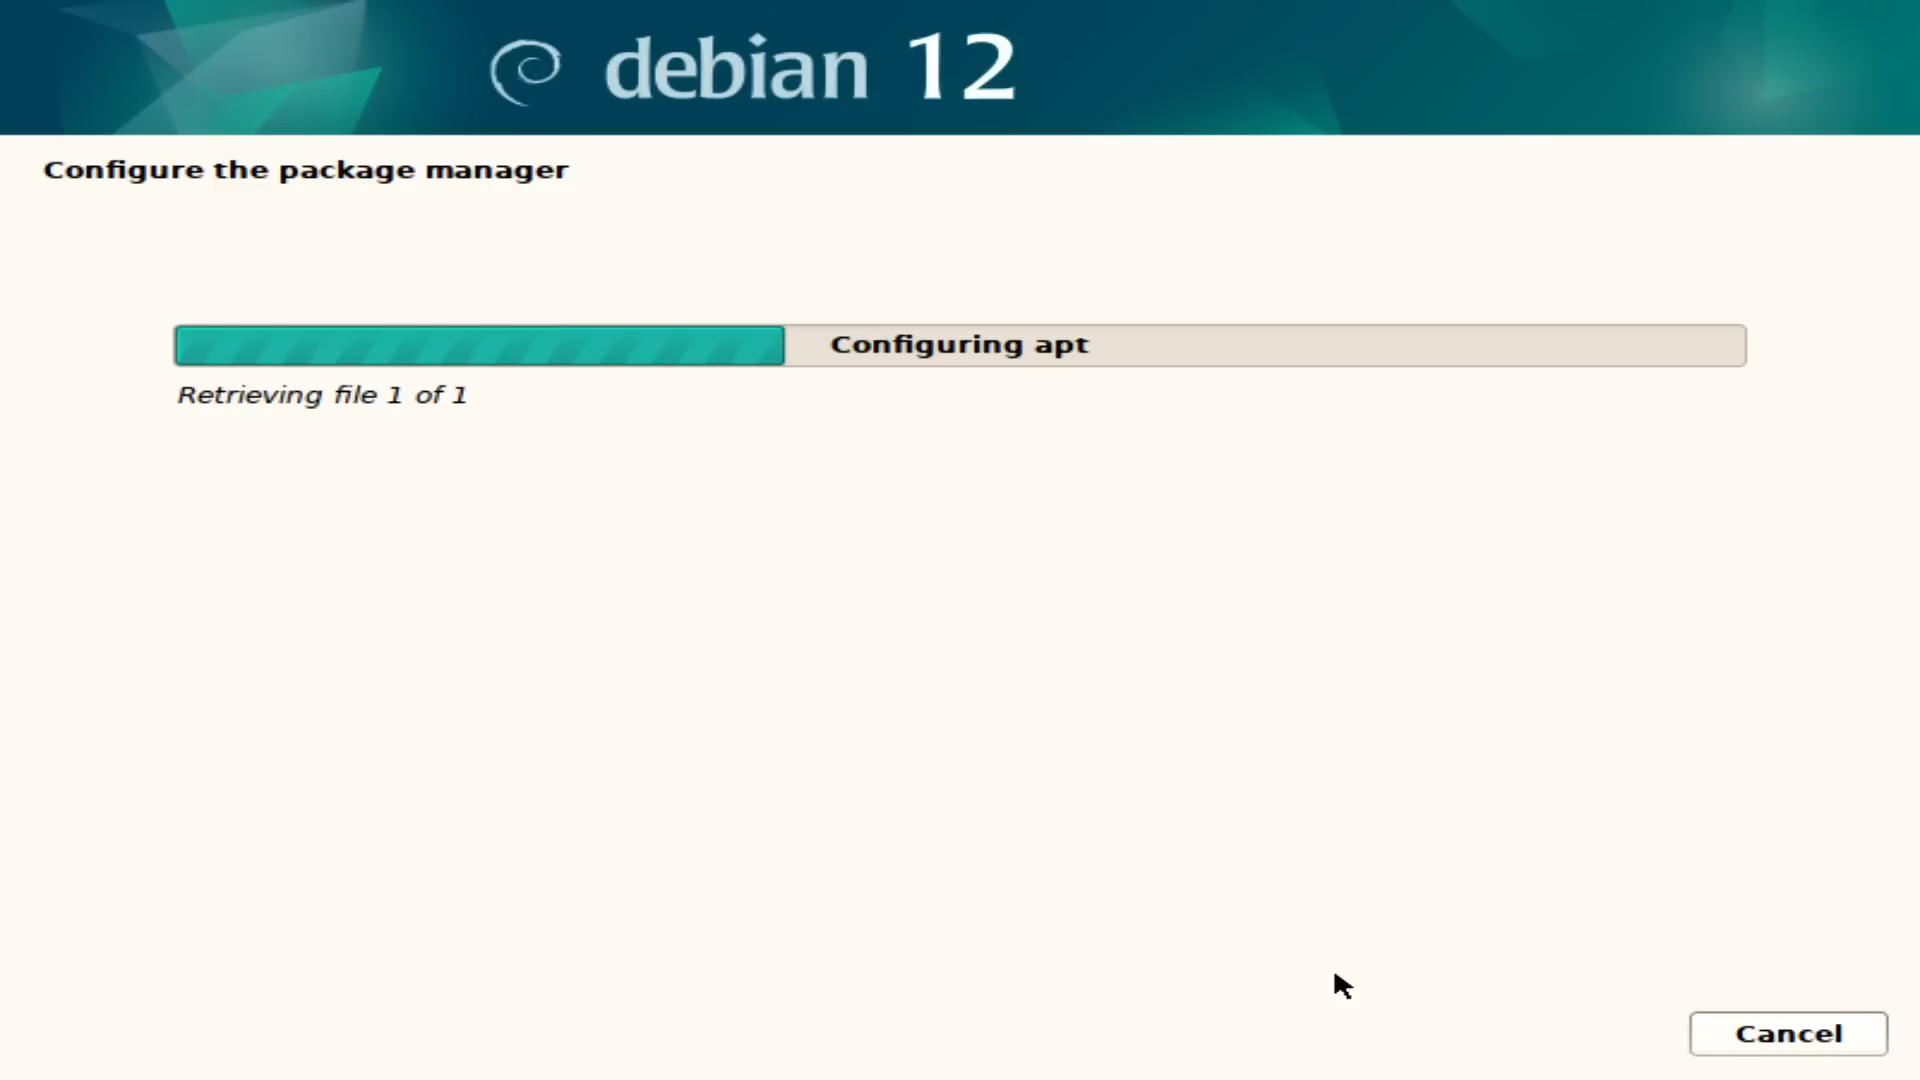 debian 12
Configure the package manager
Configuring apt
Retrieving file 1 of 1
Cancel